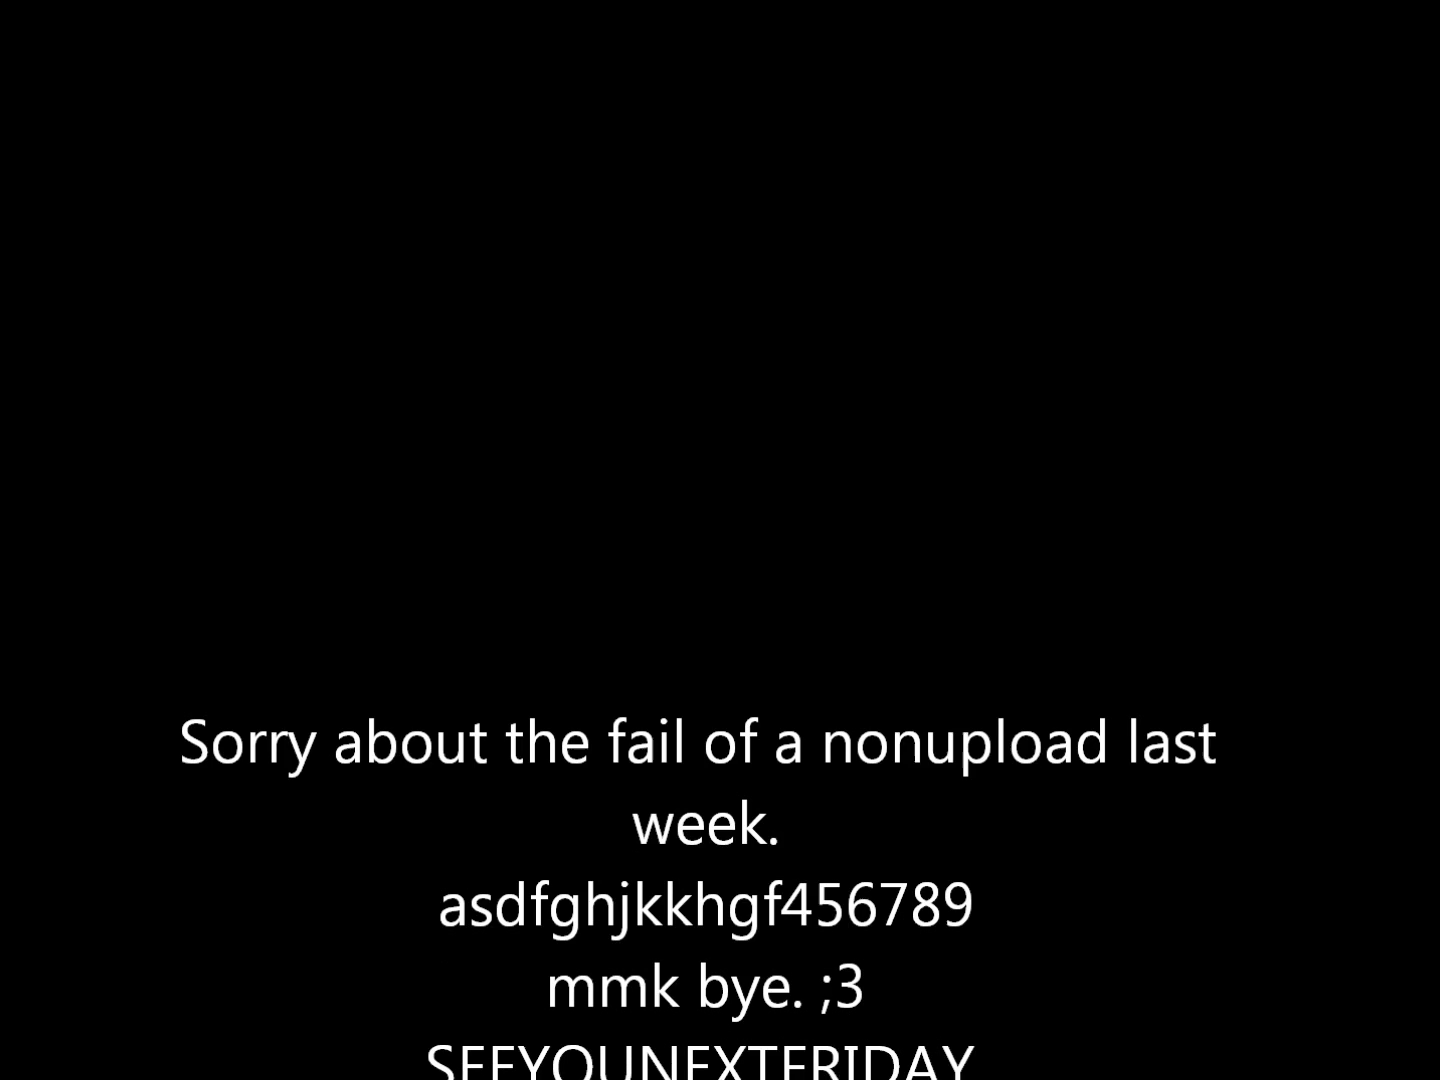 Sorry about the fail of a nonupload last
week.
asdfghjkkhgf456789
mmk bye. ;3
SEEYOUNEXTFRIDAY